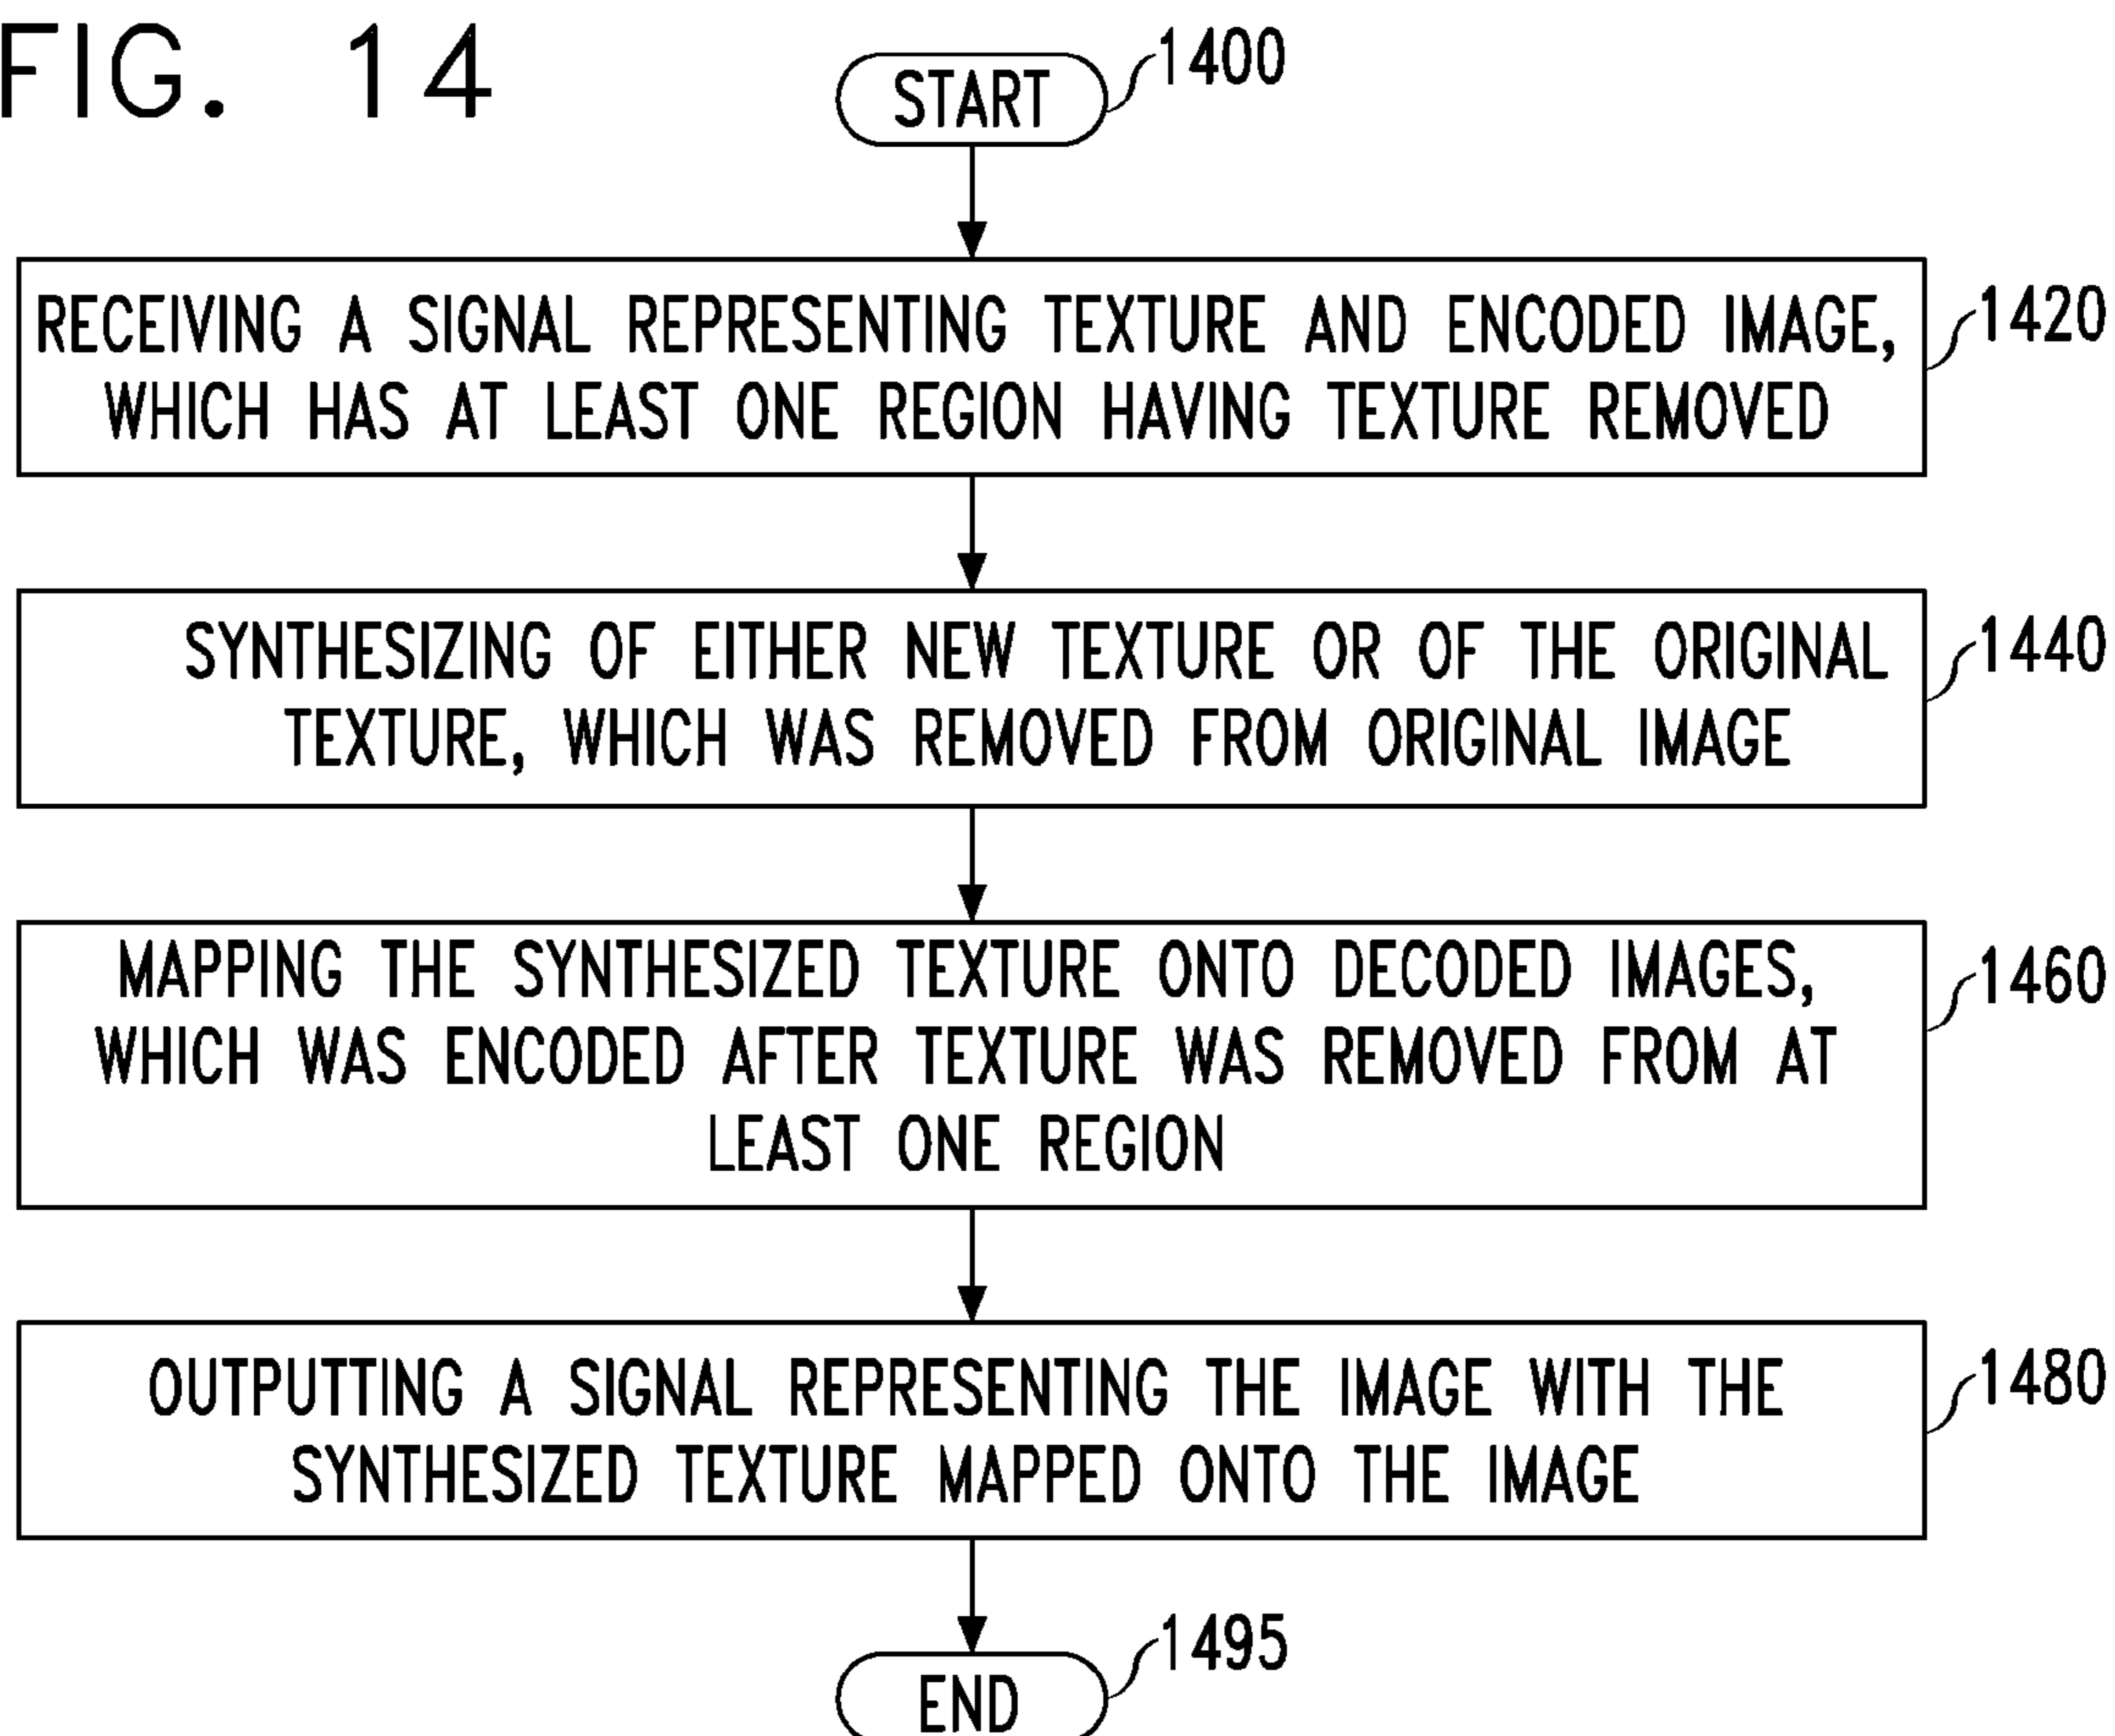 FIG. 14
START
1400
RECEIVING A SIGNAL REPRESENTING TEXTURE AND ENCODED IMAGE,
WHICH HAS AT LEAST ONE REGION HAVING TEXTURE REMOVED
1420
SYNTHESIZING OF EITHER NEW TEXTURE OR OF THE ORIGINAL
TEXTURE, WHICH WAS REMOVED FROM ORIGINAL IMAGE
1440
MAPPING THE SYNTHESIZED TEXTURE ONTO DECODED IMAGES,
WHICH WAS ENCODED AFTER TEXTURE WAS REMOVED FROM AT
LEAST ONE REGION
1460
OUTPUTTING A SIGNAL REPRESENTING THE IMAGE WITH THE
SYNTHESIZED TEXTURE MAPPED ONTO THE IMAGE
1480
END
1495